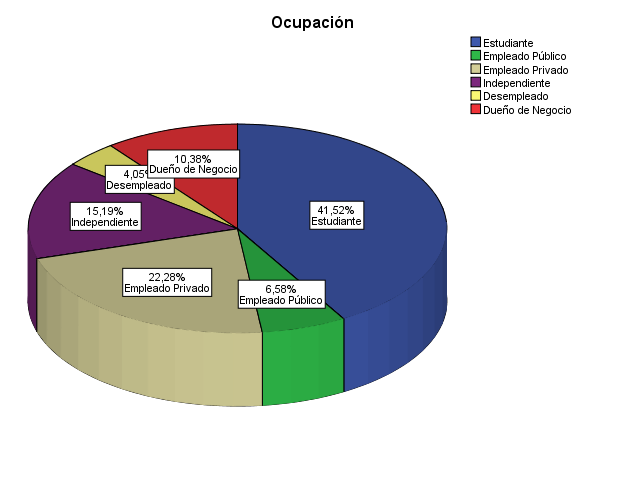 Ocupación
Estudiante
Empleado Público
Empleado Privado
Independiente
Desempleado
Dueño de Negocio
10,38%
Dueño de Negocio
4,05%
Desempleado
15,19%
Independiente
41,52%
Estudiante
22,28%
Empleado Privado
6,58%
Empleado Público